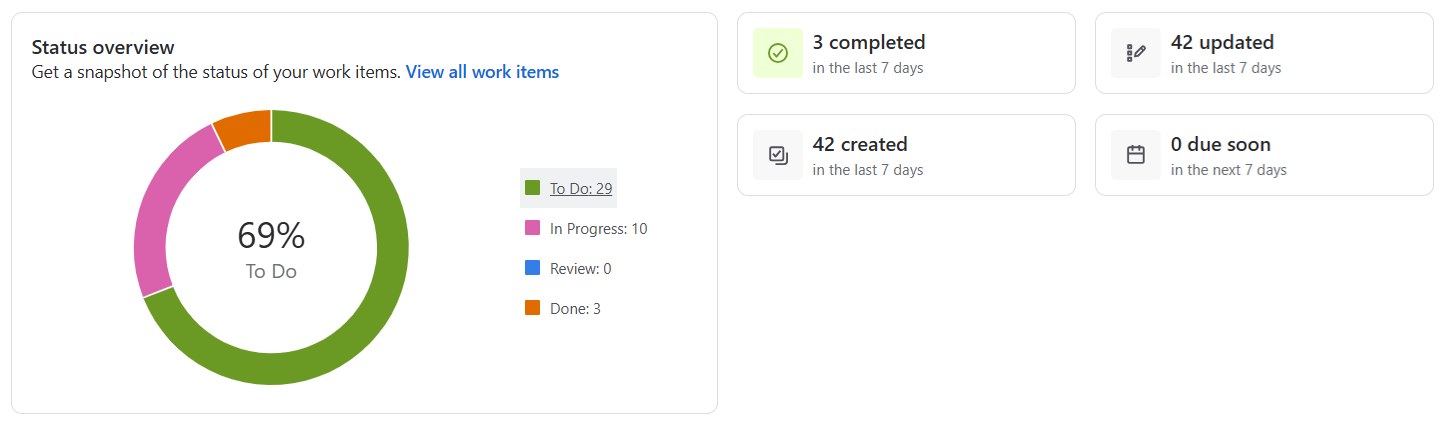 Status overview
Get a snapshot of the status of your work items. View all work items
69%
To Do
To Do: 29
In Progress: 10
Review: 0
Done: 3
3 completed
in the last 7 days
42 updated
in the last 7 days
42 created
in the last 7 days
0 due soon
in the next 7 days